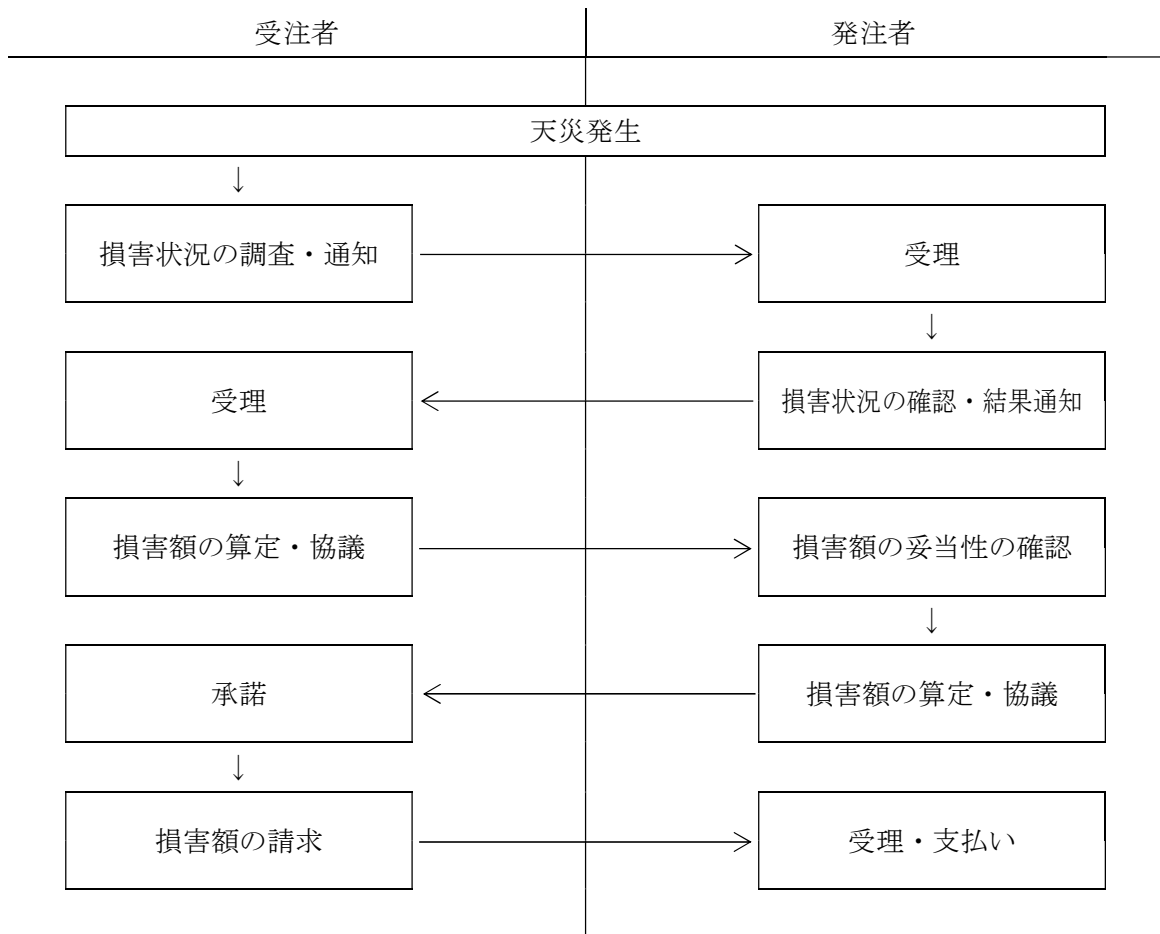 受注者
発注者
天災発生
↓
損害状況の調査・通知
受理
↓
受理
損害状況の確認・結果通知
↓
損害額の算定・協議
損害額の妥当性の確認
↓
承諾
損害額の算定・協議
↓
損害額の請求
受理・支払い